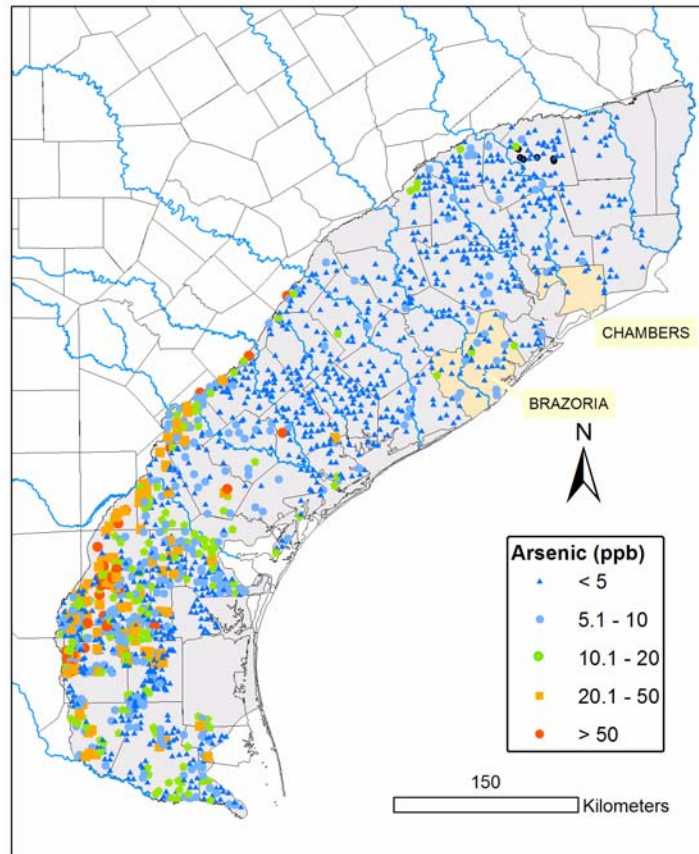 CHAMBERS
BRAZORIA
N
Arsenic (ppb)
< 5
5.1 - 10
10.1 - 20
20.1 - 50
> 50
150
Kilometers